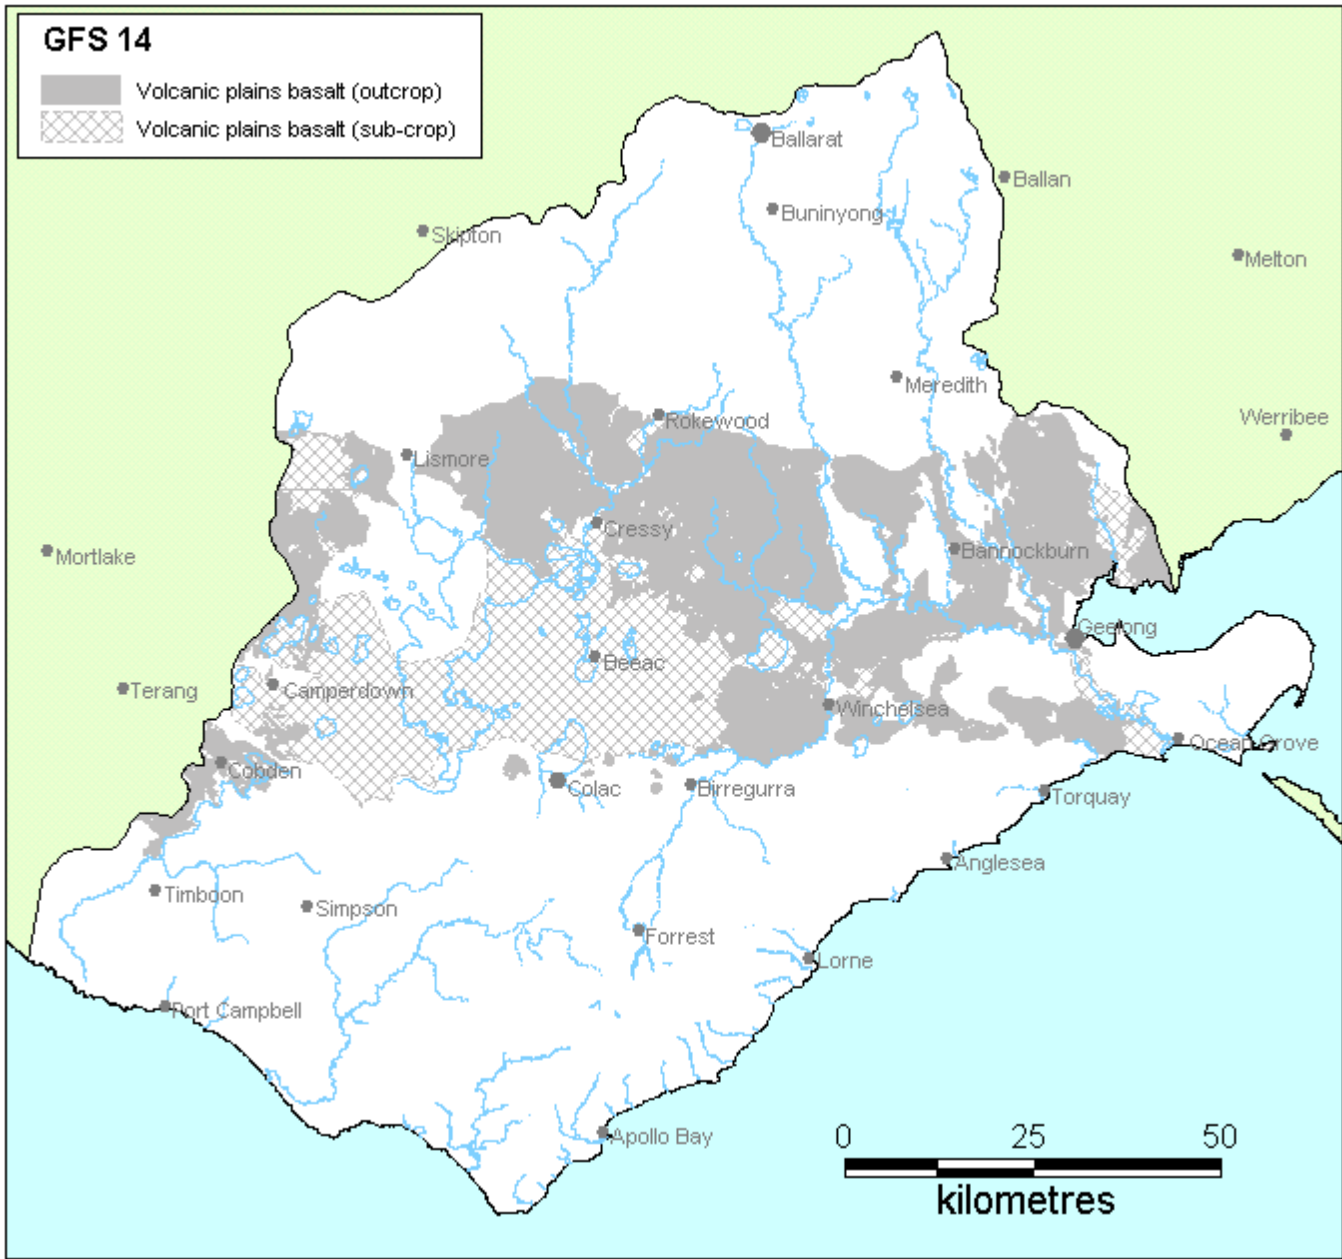 GFS 14
Volcanic plains basalt (outcrop)
Volcanic plains basalt (sub-crop)
Ballarat
Ballan
Buninyong
Skipton
Melton
Meredith
Rokewood
Werribee
Lismore
Cressy
Mortlake
Bannockburn
Geelong
Beeac
Terang
Camperdown
Winchelsea
Ocean Grove
Cobden
Colac
Birregurra
Torquay
Anglesea
Timboon
Simpson
Forrest
Lorne
Port Campbell
Apollo Bay
0 25 50
kilometres